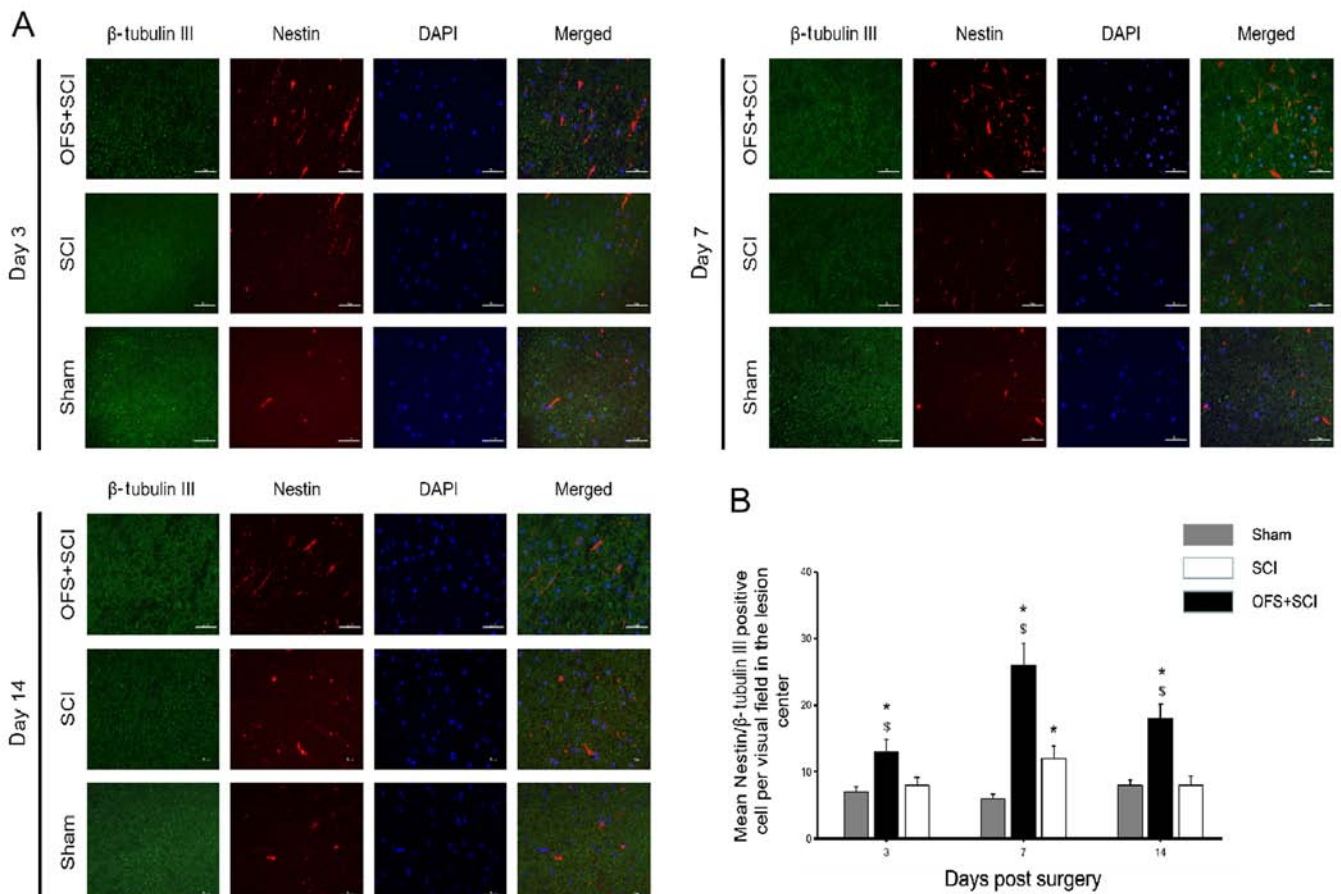 A
β-tubulin III Nestin DAPI Merged
Day 3
OFS+SCI
SCI
Sham
β-tubulin III Nestin DAPI Merged
Day 7
OFS+SCI
SCI
Sham
β-tubulin III Nestin DAPI Merged
Day 14
OFS+SCI
SCI
Sham
B
Sham
SCI
OFS+SCI
Mean Nestin/β-tubulin III positive
cell per visual field in the lesion
center
40
30
20
10
0
* $
* $
*
* $
3 7 14
Days post surgery